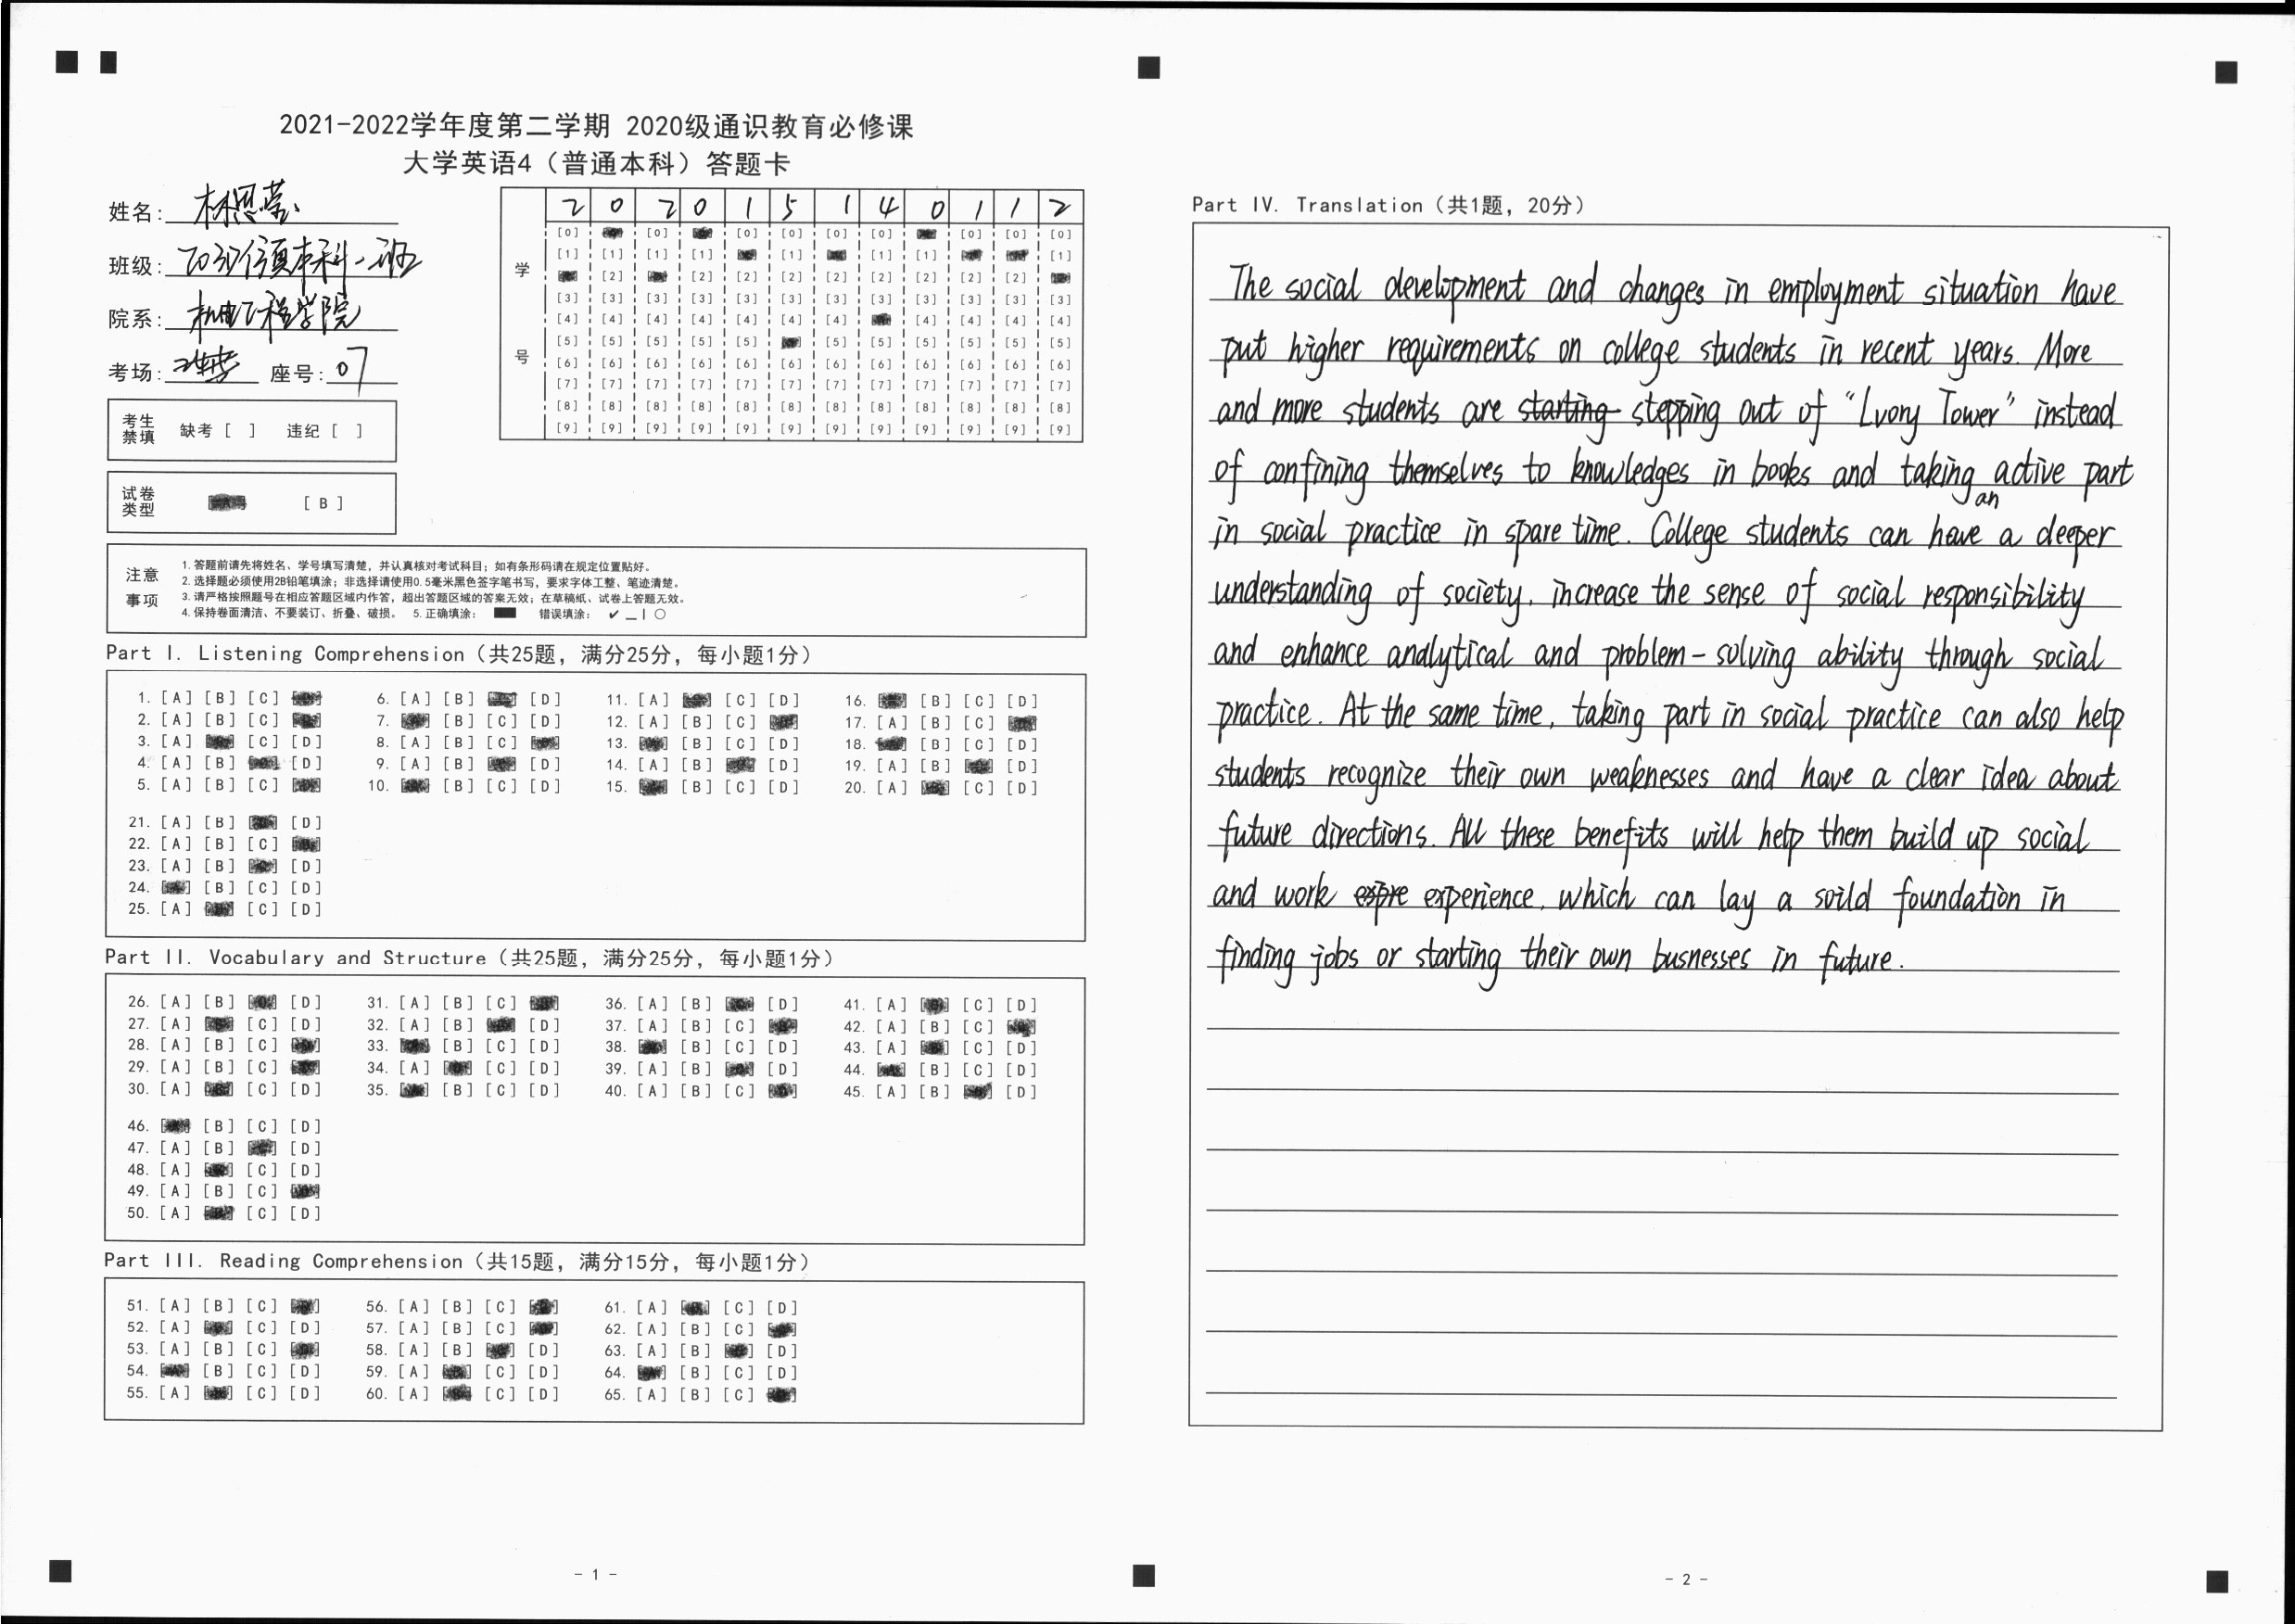 2021-2022学年度第二学期 2020级通识教育必修课
大学英语4（普通本科）答题卡
姓名:
班级:
院系: 机电工程学院
考场: 座号: 07
考生禁填 缺考 [ ] 违纪 [ ]
试卷类型 [ B ]
学号
2 0 2 0 1 5 1 4 0 1 1 2
[0] [0] [0] [0] [0] [0] [0] [0] [0]
[1] [1] [1] [1] [1] [1] [1] [1]
[2] [2] [2] [2] [2] [2] [2] [2] [2]
[3] [3] [3] [3] [3] [3] [3] [3] [3] [3] [3] [3]
[4] [4] [4] [4] [4] [4] [4] [4] [4] [4] [4]
[5] [5] [5] [5] [5] [5] [5] [5] [5] [5] [5]
[6] [6] [6] [6] [6] [6] [6] [6] [6] [6] [6] [6]
[7] [7] [7] [7] [7] [7] [7] [7] [7] [7] [7] [7]
[8] [8] [8] [8] [8] [8] [8] [8] [8] [8] [8] [8]
[9] [9] [9] [9] [9] [9] [9] [9] [9] [9] [9] [9]
注意事项
1. 答题前请先将姓名、学号填写清楚，并认真核对考试科目；如有条形码请在规定位置贴好。
2. 选择题必须使用2B铅笔填涂；非选择请使用0.5毫米黑色签字笔书写，要求字体工整、笔迹清楚。
3. 请严格按照题号在相应答题区域内作答，超出答题区域的答案无效；在草稿纸、试卷上答题无效。
4. 保持卷面清洁、不要装订、折叠、破损。 5. 正确填涂： 错误填涂：
Part I. Listening Comprehension（共25题，满分25分，每小题1分）
1. [A] [B] [C] 6. [A] [B] [D] 11. [A] [C] [D] 16. [B] [C] [D]
2. [A] [B] [C] 7. [B] [C] [D] 12. [A] [B] [C] 17. [A] [B] [C]
3. [A] [C] [D] 8. [A] [B] [C] 13. [B] [C] [D] 18. [B] [C] [D]
4. [A] [B] [D] 9. [A] [B] [D] 14. [A] [B] [D] 19. [A] [B] [D]
5. [A] [B] [C] 10. [B] [C] [D] 15. [B] [C] [D] 20. [A] [C] [D]
21. [A] [B] [D]
22. [A] [B] [C]
23. [A] [B] [D]
24. [B] [C] [D]
25. [A] [C] [D]
Part II. Vocabulary and Structure（共25题，满分25分，每小题1分）
26. [A] [B] [D] 31. [A] [B] [C] 36. [A] [B] [D] 41. [A] [C] [D]
27. [A] [C] [D] 32. [A] [B] [D] 37. [A] [B] [C] 42. [A] [B] [C]
28. [A] [B] [C] 33. [B] [C] [D] 38. [B] [C] [D] 43. [A] [C] [D]
29. [A] [B] [C] 34. [A] [C] [D] 39. [A] [B] [D] 44. [B] [C] [D]
30. [A] [C] [D] 35. [B] [C] [D] 40. [A] [B] [C] 45. [A] [B] [D]
46. [B] [C] [D]
47. [A] [B] [D]
48. [A] [C] [D]
49. [A] [B] [C]
50. [A] [C] [D]
Part III. Reading Comprehension（共15题，满分15分，每小题1分）
51. [A] [B] [C] 56. [A] [B] [C] 61. [A] [C] [D]
52. [A] [C] [D] 57. [A] [B] [C] 62. [A] [B] [C]
53. [A] [B] [C] 58. [A] [B] [D] 63. [A] [B] [D]
54. [B] [C] [D] 59. [A] [C] [D] 64. [B] [C] [D]
55. [A] [C] [D] 60. [A] [C] [D] 65. [A] [B] [C]
- 1 -
Part IV. Translation（共1题，20分）
The social development and changes in employment situation have
put higher requirements on college students in recent years. More
and more students are starting stepping out of "Lvory Tower" instead
of confining themselves to knowledges in books and taking an active part
in social practice in spare time. College students can have a deeper
understanding of society, increase the sense of social responsibility
and enhance analytical and problem-solving ability through social
practice. At the same time, taking part in social practice can also help
students recognize their own weaknesses and have a clear idea about
future directions. All these benefits will help them build up social
and work expre experience, which can lay a soild foundation in
finding jobs or starting their own busnesses in future.
- 2 -